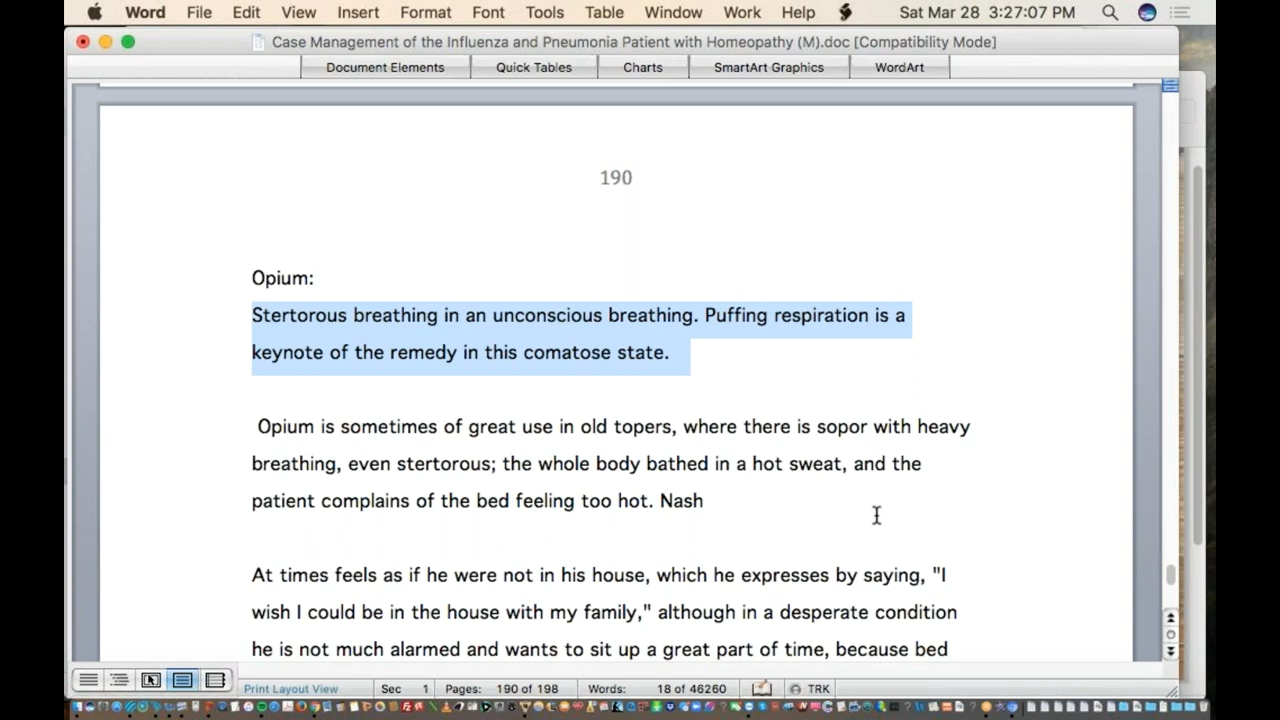 Word File Edit View Insert Format Font Tools Table Window Work Help Sat Mar 28 3:27:07 PM
Case Management of the Influenza and Pneumonia Patient with Homeopathy (M).doc [Compatibility Mode]
Document Elements Quick Tables Charts SmartArt Graphics WordArt
190
Opium:
Stertorous breathing in an unconscious breathing. Puffing respiration is a
keynote of the remedy in this comatose state.
Opium is sometimes of great use in old topers, where there is sopor with heavy
breathing, even stertorous; the whole body bathed in a hot sweat, and the
patient complains of the bed feeling too hot. Nash
At times feels as if he were not in his house, which he expresses by saying, "I
wish I could be in the house with my family," although in a desperate condition
he is not much alarmed and wants to sit up a great part of time, because bed
Print Layout View Sec 1 Pages: 190 of 198 Words: 18 of 46260 TRK